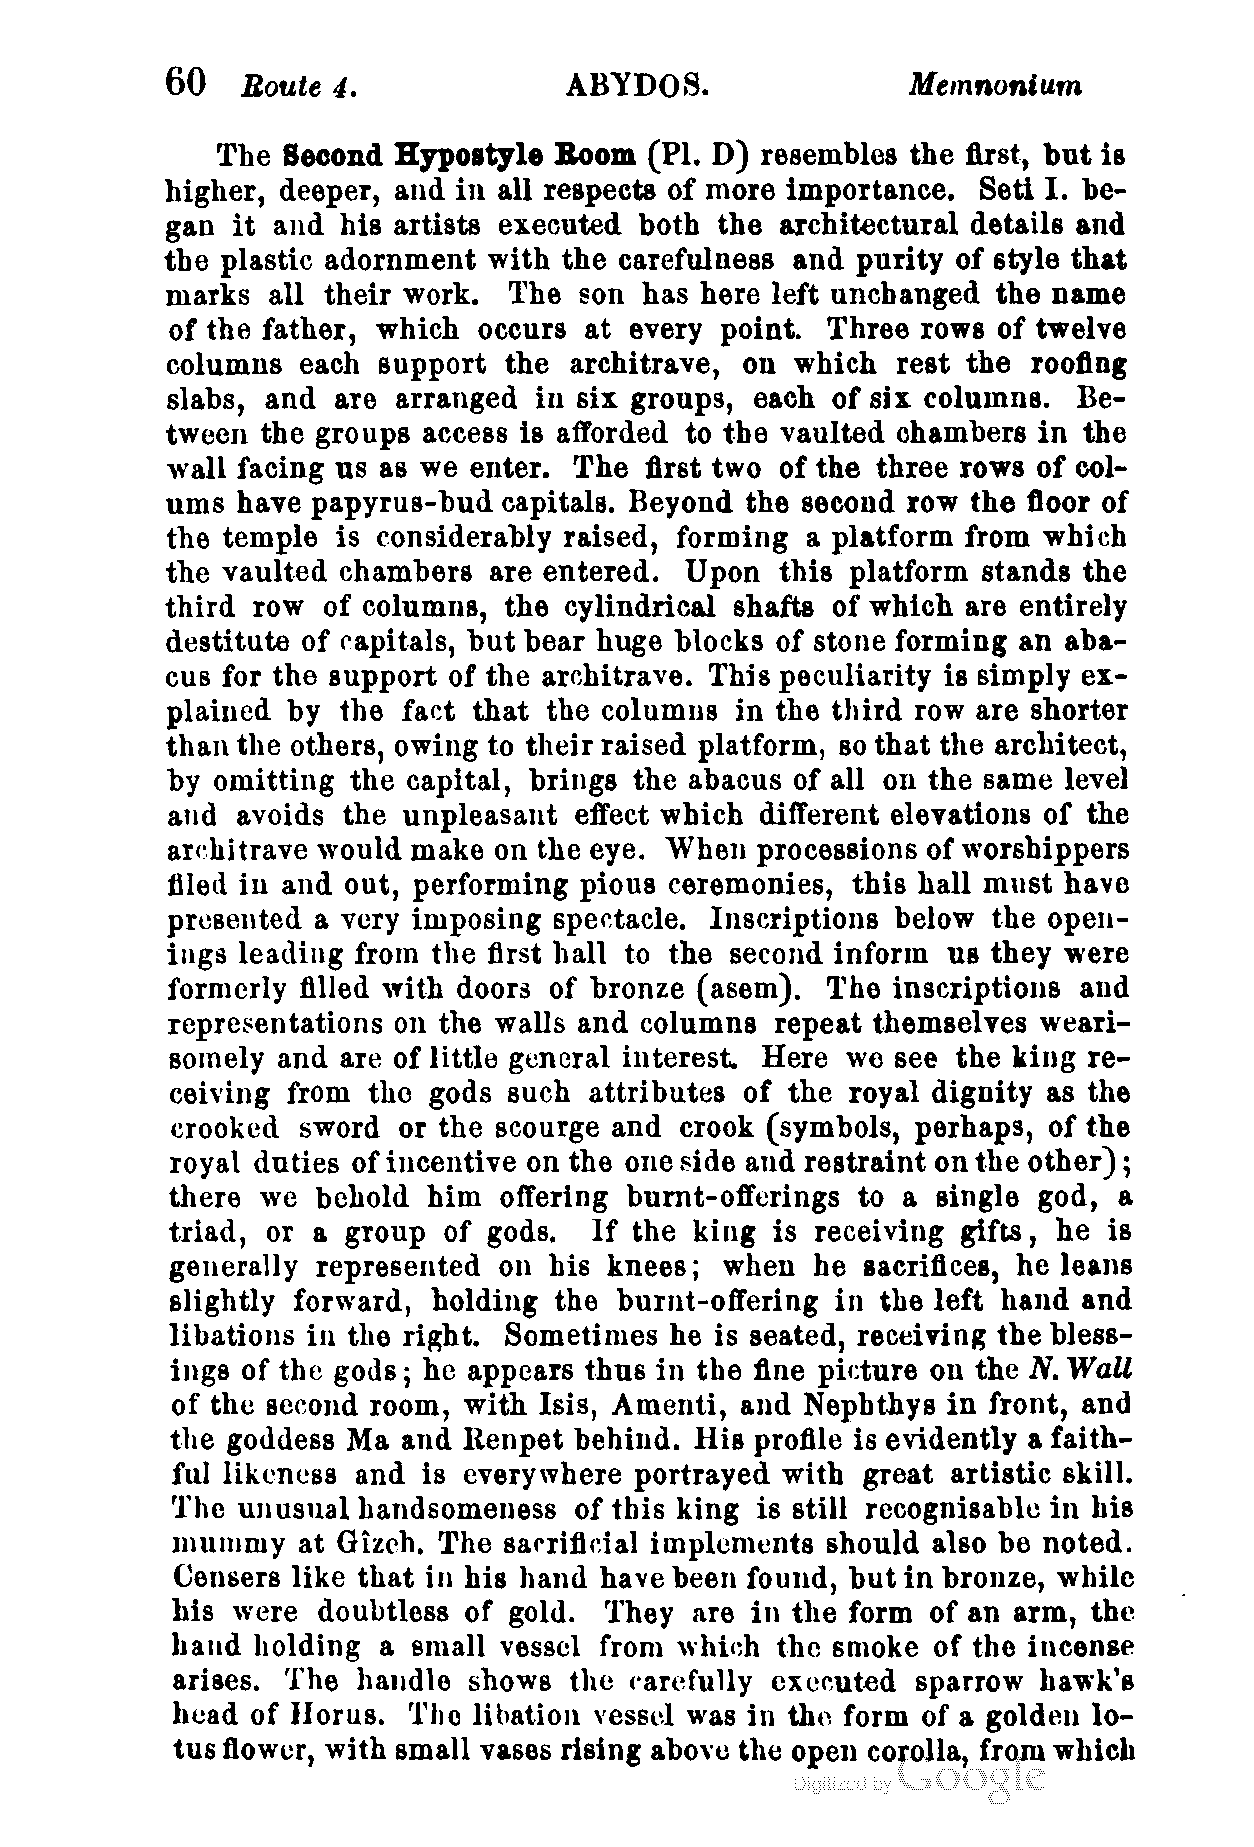 60 Route 4. ABYDOS. Memnonium
The Second Hypostyle Room (Pl. D) resembles the first, but is
higher, deeper, and in all respects of more importance. Seti I. be-
gan it and his artists executed both the architectural details and
the plastic adornment with the carefulness and purity of style that
marks all their work. The son has here left unchanged the name
of the father, which occurs at every point. Three rows of twelve
columns each support the architrave, on which rest the roofing
slabs, and are arranged in six groups, each of six columns. Be-
tween the groups access is afforded to the vaulted chambers in the
wall facing us as we enter. The first two of the three rows of col-
ums have papyrus-bud capitals. Beyond the second row the floor of
the temple is considerably raised, forming a platform from which
the vaulted chambers are entered. Upon this platform stands the
third row of columns, the cylindrical shafts of which are entirely
destitute of capitals, but bear huge blocks of stone forming an aba-
cus for the support of the architrave. This peculiarity is simply ex-
plained by the fact that the columns in the third row are shorter
than the others, owing to their raised platform, so that the architect,
by omitting the capital, brings the abacus of all on the same level
and avoids the unpleasant effect which different elevations of the
architrave would make on the eye. When processions of worshippers
filed in and out, performing pious ceremonies, this hall must have
presented a very imposing spectacle. Inscriptions below the open-
ings leading from the first hall to the second inform us they were
formerly filled with doors of bronze (asem). The inscriptions and
representations on the walls and columns repeat themselves weari-
somely and are of little general interest. Here we see the king re-
ceiving from the gods such attributes of the royal dignity as the
crooked sword or the scourge and crook (symbols, perhaps, of the
royal duties of incentive on the one side and restraint on the other);
there we behold him offering burnt-offerings to a single god, a
triad, or a group of gods. If the king is receiving gifts, he is
generally represented on his knees; when he sacrifices, he leans
slightly forward, holding the burnt-offering in the left hand and
libations in the right. Sometimes he is seated, receiving the bless-
ings of the gods; he appears thus in the fine picture on the N. Wall
of the second room, with Isis, Amenti, and Nephthys in front, and
the goddess Ma and Renpet behind. His profile is evidently a faith-
ful likeness and is everywhere portrayed with great artistic skill.
The unusual handsomeness of this king is still recognisable in his
mummy at Gîzeh. The sacrificial implements should also be noted.
Censers like that in his hand have been found, but in bronze, while
his were doubtless of gold. They are in the form of an arm, the
hand holding a small vessel from which the smoke of the incense
arises. The handle shows the carefully executed sparrow hawk's
head of Horus. The libation vessel was in the form of a golden lo-
tus flower, with small vases rising above the open corolla, from which
Digitized by Google